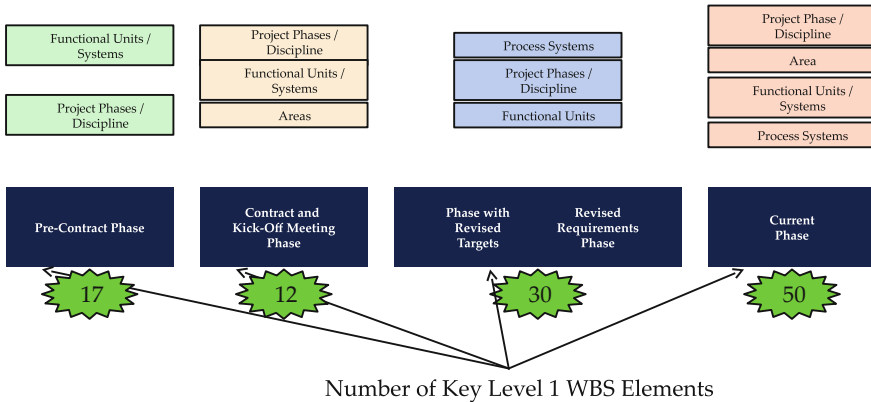 Functional Units /
Systems
Project Phases /
Discipline
Project Phases /
Discipline
Functional Units /
Systems
Areas
Process Systems
Project Phases /
Discipline
Functional Units
Project Phase /
Discipline
Area
Functional Units /
Systems
Process Systems
Pre-Contract Phase
Contract and
Kick-Off Meeting
Phase
Phase with
Revised
Targets
Revised
Requirements
Phase
Current
Phase
17
12
30
50
Number of Key Level 1 WBS Elements